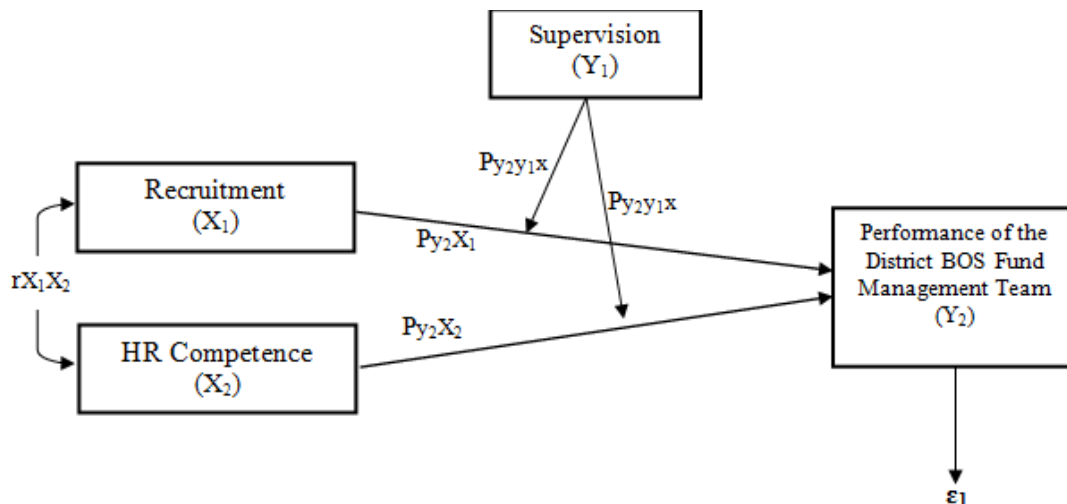 Supervision
(Y₁)
Py₂y₁x
Py₂y₁x
Recruitment
(X₁)
Py₂X₁
rX₁X₂
Performance of the
District BOS Fund
Management Team
(Y₂)
Py₂X₂
HR Competence
(X₂)
ε₁